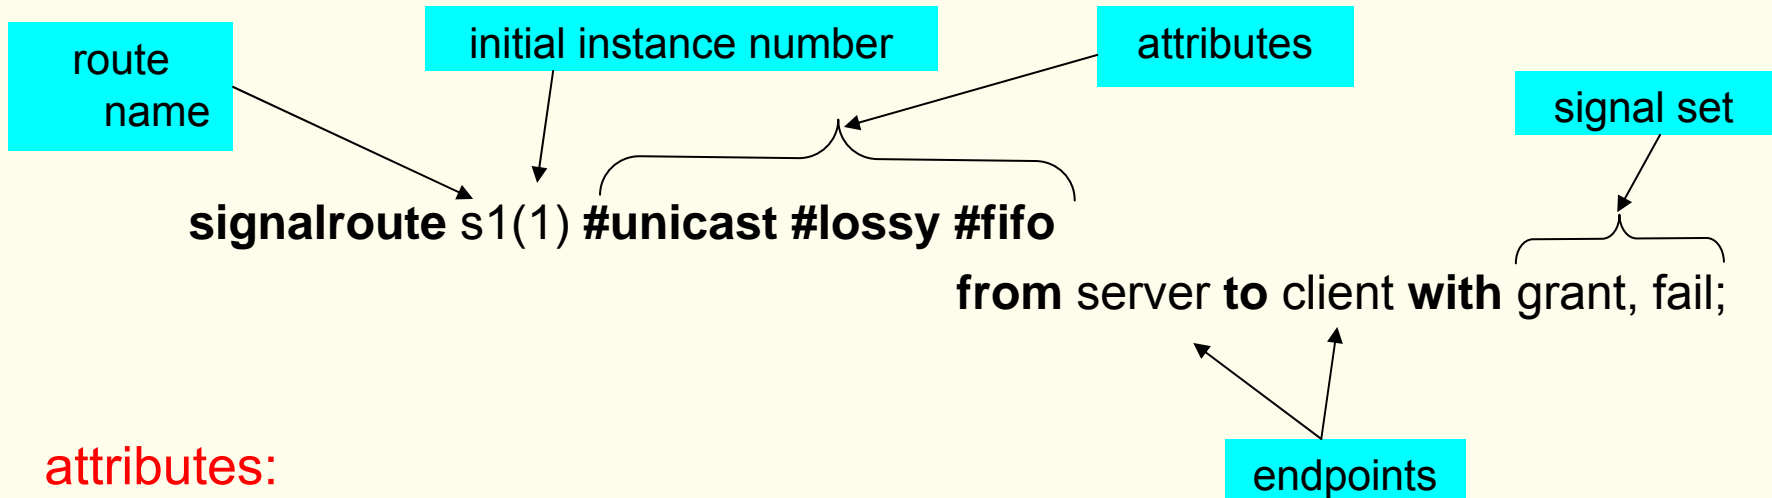 route
name
initial instance number
attributes
signal set
signalroute s1(1) #unicast #lossy #fifo
from server to client with grant, fail;
attributes:
endpoints